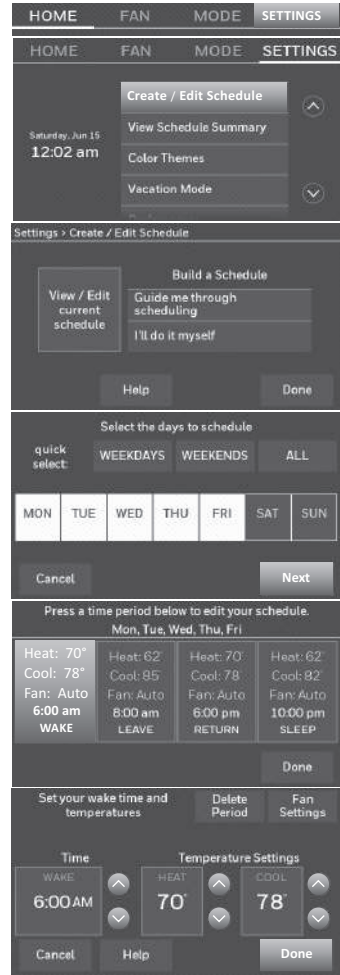 HOME FAN MODE SETTINGS
HOME FAN MODE SETTINGS
Create / Edit Schedule
View Schedule Summary
Saturday, Jun 15
12:02 am
Color Themes
Vacation Mode
Settings > Create / Edit Schedule
Build a Schedule
View / Edit
current
schedule
Guide me through
scheduling
I'll do it myself
Help Done
Select the days to schedule
quick
select:
WEEKDAYS WEEKENDS ALL
MON TUE WED THU FRI SAT SUN
Cancel Next
Press a time period below to edit your schedule.
Mon, Tue, Wed, Thu, Fri
Heat: 70° Heat: 62° Heat: 70° Heat: 62°
Cool: 78° Cool: 85° Cool: 78° Cool: 82°
Fan: Auto Fan: Auto Fan: Auto Fan: Auto
6:00 am 8:00 am 6:00 pm 10:00 pm
WAKE LEAVE RETURN SLEEP
Done
Set your wake time and
temperatures
Delete
Period
Fan
Settings
Time Temperature Settings
WAKE HEAT COOL
6:00 AM 70° 78°
Cancel Help Done